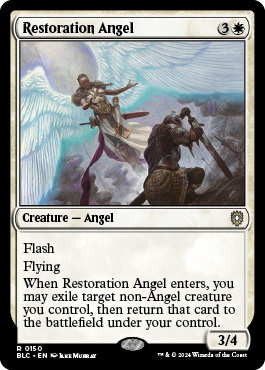 Restoration Angel 3
Creature — Angel
Flash
Flying
When Restoration Angel enters, you
may exile target non-Angel creature
you control, then return that card to
the battlefield under your control.
3/4
R 0150
BLC • EN Jake Murray
™ & © 2024 Wizards of the Coast